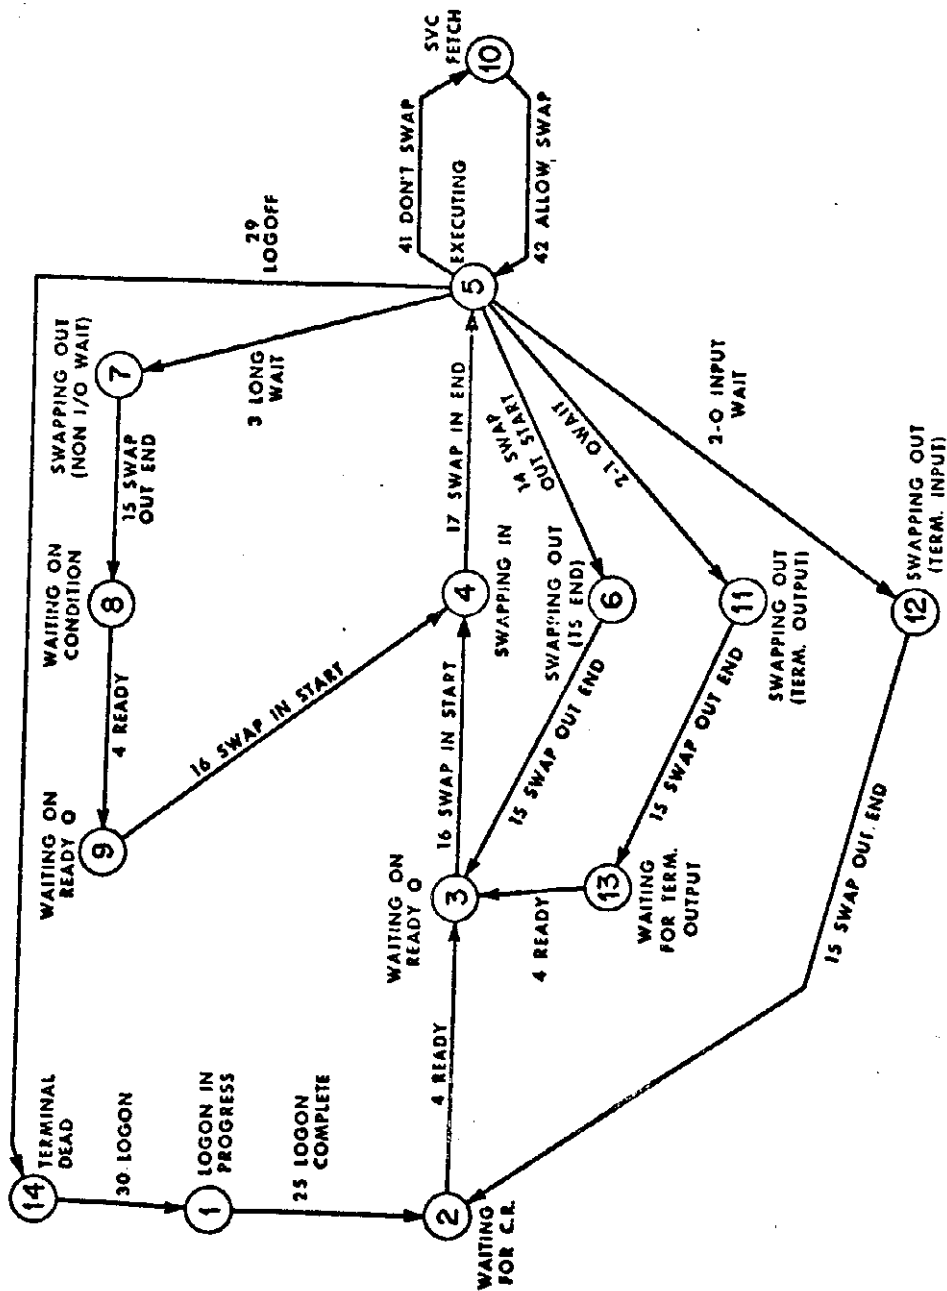 29
LOGOFF
14
TERMINAL
DEAD
30 LOGON
1
LOGON IN
PROGRESS
25 LOGON
COMPLETE
2
WAITING
FOR C.R.
WAITING ON
READY Q
9
4 READY
WAITING ON
CONDITION
8
15 SWAP
OUT END
SWAPPING OUT
(NON I/O WAIT)
7
3 LONG
WAIT
16 SWAP IN START
4 READY
WAITING ON
READY Q
3
16 SWAP IN START
4
SWAPPING IN
17 SWAP IN END
5
EXECUTING
41 DON'T SWAP
SVC
FETCH
10
42 ALLOW SWAP
14 SWAP
OUT START
SWAPPING OUT
(TS END)
6
15 SWAP OUT END
2-1 OWAIT
11
SWAPPING OUT
(TERM. OUTPUT)
15 SWAP OUT END
13
WAITING
FOR TERM.
OUTPUT
4 READY
2-0 INPUT
WAIT
12
SWAPPING OUT
(TERM. INPUT)
15 SWAP OUT END